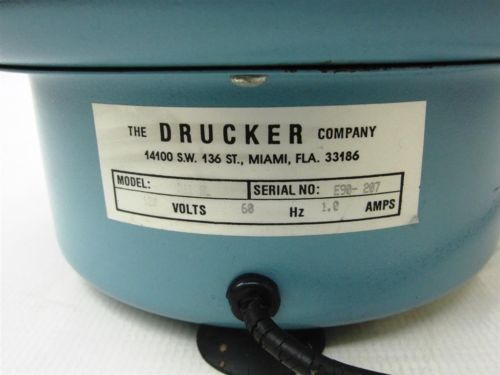 THE DRUCKER COMPANY
14100 S.W. 136 ST., MIAMI, FLA. 33186
MODEL: SERIAL NO: E90-207
VOLTS 60 Hz 1.0 AMPS